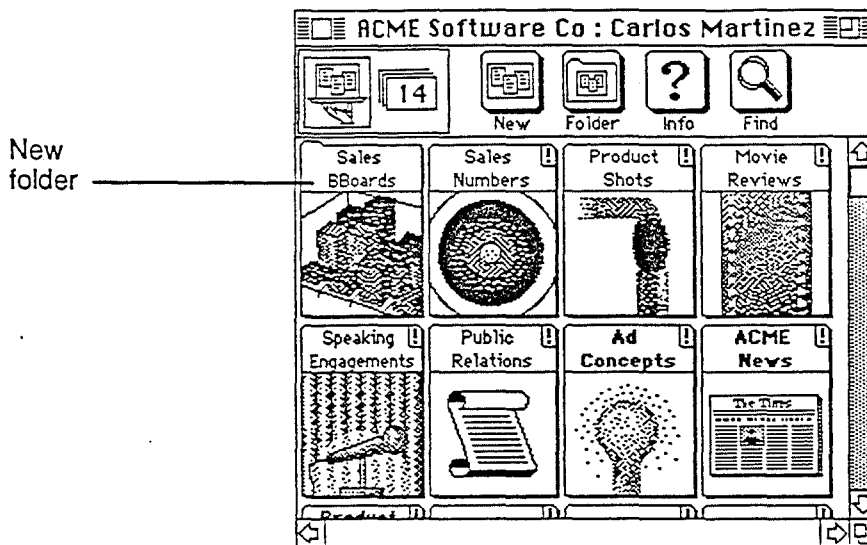 ACME Software Co : Carlos Martinez
14
New Folder Info Find
New
folder
Sales
BBoards
Sales
Numbers
Product
Shots
Movie
Reviews
Speaking
Engagements
Public
Relations
Ad
Concepts
ACME
News
The Times
Product